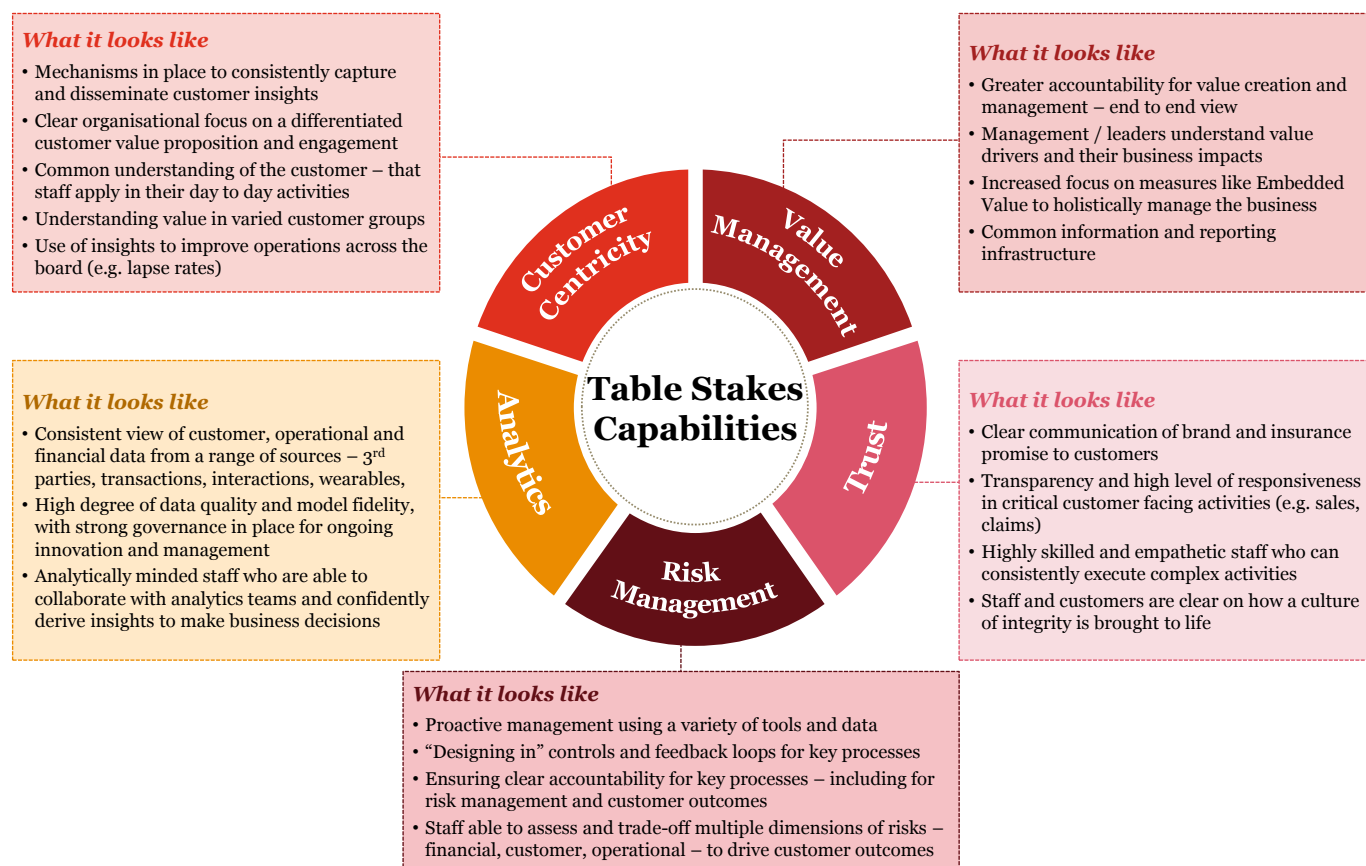 What it looks like
• Mechanisms in place to consistently capture
and disseminate customer insights
• Clear organisational focus on a differentiated
customer value proposition and engagement
• Common understanding of the customer – that
staff apply in their day to day activities
• Understanding value in varied customer groups
• Use of insights to improve operations across the
board (e.g. lapse rates)
What it looks like
• Greater accountability for value creation and
management – end to end view
• Management / leaders understand value
drivers and their business impacts
• Increased focus on measures like Embedded
Value to holistically manage the business
• Common information and reporting
infrastructure
Customer
Centricity
Value
Management
Analytics
Table Stakes
Capabilities
Trust
Risk
Management
What it looks like
• Consistent view of customer, operational and
financial data from a range of sources – 3rd
parties, transactions, interactions, wearables,
• High degree of data quality and model fidelity,
with strong governance in place for ongoing
innovation and management
• Analytically minded staff who are able to
collaborate with analytics teams and confidently
derive insights to make business decisions
What it looks like
• Clear communication of brand and insurance
promise to customers
• Transparency and high level of responsiveness
in critical customer facing activities (e.g. sales,
claims)
• Highly skilled and empathetic staff who can
consistently execute complex activities
• Staff and customers are clear on how a culture
of integrity is brought to life
What it looks like
• Proactive management using a variety of tools and data
• “Designing in” controls and feedback loops for key processes
• Ensuring clear accountability for key processes – including for
risk management and customer outcomes
• Staff able to assess and trade-off multiple dimensions of risks –
financial, customer, operational – to drive customer outcomes